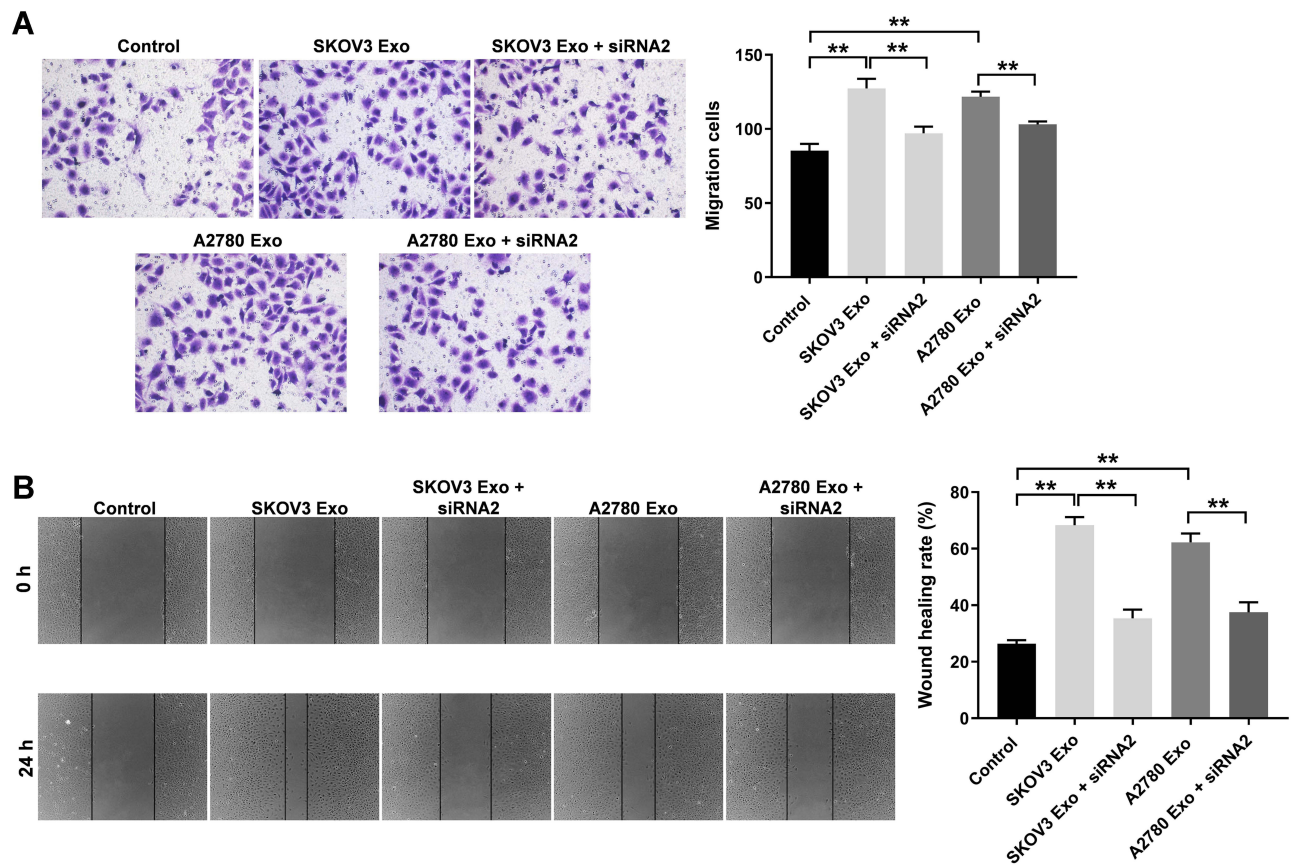 A
Control
SKOV3 Exo
SKOV3 Exo + siRNA2
A2780 Exo
A2780 Exo + siRNA2
**
**
**
**
150
100
50
0
Migration cells
Control
SKOV3 Exo
SKOV3 Exo + siRNA2
A2780 Exo
A2780 Exo + siRNA2
B
Control
SKOV3 Exo
SKOV3 Exo +
siRNA2
A2780 Exo
A2780 Exo +
siRNA2
0 h
24 h
**
**
**
**
80
60
40
20
0
Wound healing rate (%)
Control
SKOV3 Exo
SKOV3 Exo + siRNA2
A2780 Exo
A2780 Exo + siRNA2